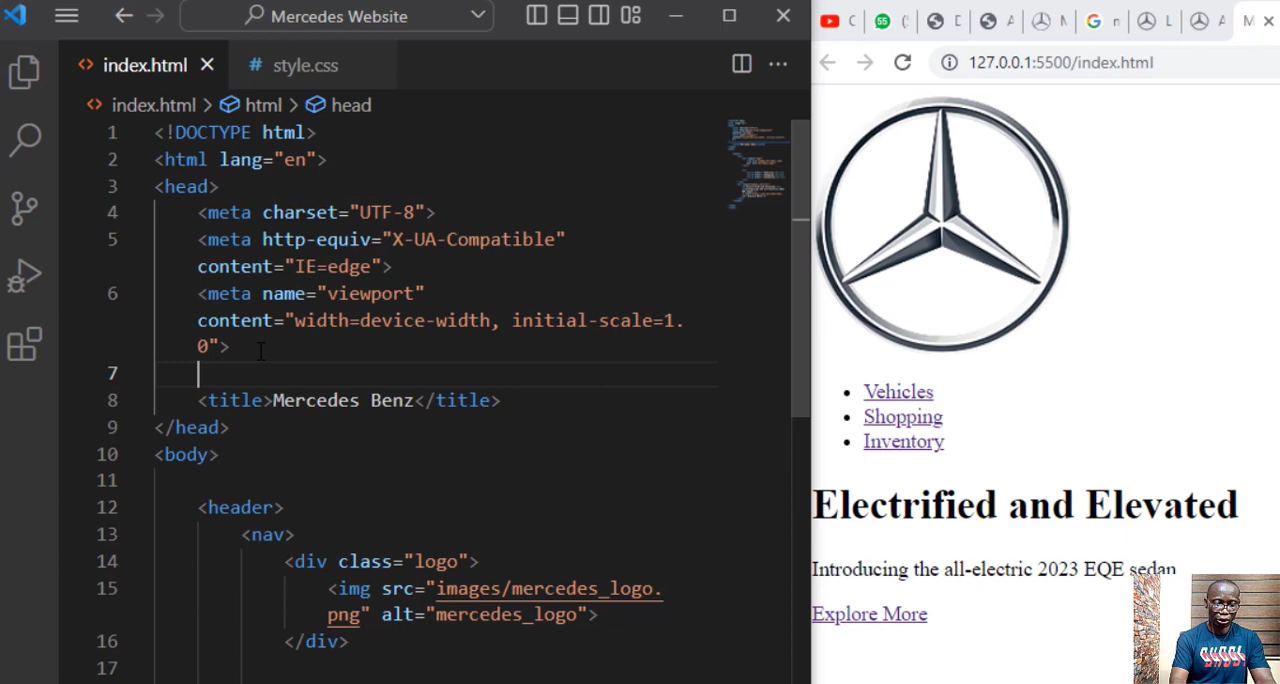 Mercedes Website
index.html
# style.css
index.html > html > head
1 <!DOCTYPE html>
2 <html lang="en">
3 <head>
4 <meta charset="UTF-8">
5 <meta http-equiv="X-UA-Compatible"
content="IE=edge">
6 <meta name="viewport"
content="width=device-width, initial-scale=1.
0">
7
8 <title>Mercedes Benz</title>
9 </head>
10 <body>
11
12 <header>
13 <nav>
14 <div class="logo">
15 <img src="images/mercedes_logo.
png" alt="mercedes_logo">
16 </div>
17
55
127.0.0.1:5500/index.html
• Vehicles
• Shopping
• Inventory
Electrified and Elevated
Introducing the all-electric 2023 EQE sedan
Explore More